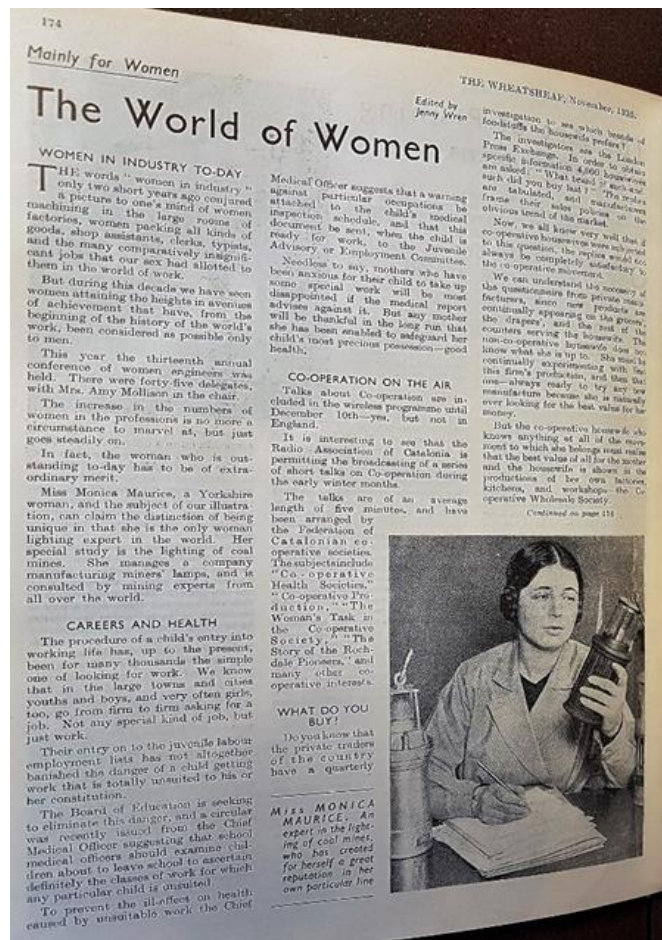 174
Mainly for Women
THE WHEATSHEAF, November, 1935.
The World of Women
Edited by
Jenny Wren
WOMEN IN INDUSTRY TO-DAY
THE words "women in industry"
only two short years ago conjured
a picture to one's mind of women
machining in the large rooms of
factories, women packing all kinds of
goods, shop assistants, clerks, typists,
and the many comparatively insignifi-
cant jobs that our sex had allotted to
them in the world of work.
But during this decade we have seen
women attaining the heights in avenues
of achievement that have, from the
beginning of the history of the world's
work, been considered as possible only
to men.
This year the thirteenth annual
conference of women engineers was
held. There were forty-five delegates,
with Mrs. Amy Mollison in the chair.
The increase in the numbers of
women in the professions is no more a
circumstance to marvel at, but just
goes steadily on.
In fact, the woman who is out-
standing to-day has to be of extra-
ordinary merit.
Miss Monica Maurice, a Yorkshire
woman, and the subject of our illustra-
tion, can claim the distinction of being
unique in that she is the only woman
lighting expert in the world. Her
special study is the lighting of coal
mines. She manages a company
manufacturing miners' lamps, and is
consulted by mining experts from
all over the world.
CAREERS AND HEALTH
The procedure of a child's entry into
working life has, up to the present,
been for many thousands the simple
one of looking for work. We know
that in the large towns and cities
youths and boys, and very often girls,
too, go from firm to firm asking for a
job. Not any special kind of job, but
just work.
Their entry on to the juvenile labour
employment lists has not altogether
banished the danger of a child getting
work that is totally unsuited to his or
her constitution.
The Board of Education is seeking
to eliminate this danger, and a circular
was recently issued from the Chief
Medical Officer suggesting that school
medical officers should examine chil-
dren about to leave school to ascertain
definitely the classes of work for which
any particular child is unsuited.
To prevent the ill-effect on health
caused by unsuitable work the Chief
Medical Officer suggests that a warning
against particular occupations be
attached to the child's medical
inspection schedule, and that this
document be sent, when the child is
ready for work, to the Juvenile
Advisory or Employment Committee.
Needless to say, mothers who have
been anxious for their child to take up
some special work will be most
disappointed if the medical report
advises against it. But any mother
will be thankful in the long run that
she has been enabled to safeguard her
child's most precious possession—good
health.
CO-OPERATION ON THE AIR
Talks about Co-operation are in-
cluded in the wireless programme until
December 10th—yes, but not in
England.
It is interesting to see that the
Radio Association of Catalonia is
permitting the broadcasting of a series
of short talks on Co-operation during
the early winter months.
The talks are of an average
length of five minutes, and have
been arranged by
the Federation of
Catalonian co-
operative societies.
The subjects include
"Co-operative
Health Societies,"
"Co-operative Pro-
duction," "The
Woman's Task in
the Co-operative
Society," "The
Story of the Roch-
dale Pioneers," and
many other co-
operative interests.
WHAT DO YOU
BUY?
Do you know that
the private traders
of the country
have a quarterly
Miss MONICA
MAURICE. An
expert in the light-
ing of coal mines,
who has created
for herself a great
reputation in her
own particular line
investigation to see which brands of
foodstuffs the housewife prefers?
The investigators are the London
Press Exchange. In order to obtain
specific information 4,000 housewives
are asked: "What brand of such and
such did you buy last?" The replies
are tabulated, and manufacturers
frame their sales policies on the
obvious trend of the market.
Now, we all know very well that if
co-operative housewives were subjected
to this question, the replies would not
always be completely satisfactory to
the co-operative movement.
We can understand the necessity of
the questionnaire from private manu-
facturers, since new products are
continually appearing on the grocer's,
the drapers', and the rest of the
counters serving the housewife. The
non-co-operative housewife does not
know what she is up to. She must be
continually experimenting with first
this firm's production, and then that
one—always ready to try any new
manufacture because she is naturally
over looking for the best value for her
money.
But the co-operative housewife who
knows anything at all of the move-
ment to which she belongs must realise
that the best value of all for the mother
and the housewife is shown in the
productions of her own factories,
kitchens, and workshops—the Co-
operative Wholesale Society.
Continued on page